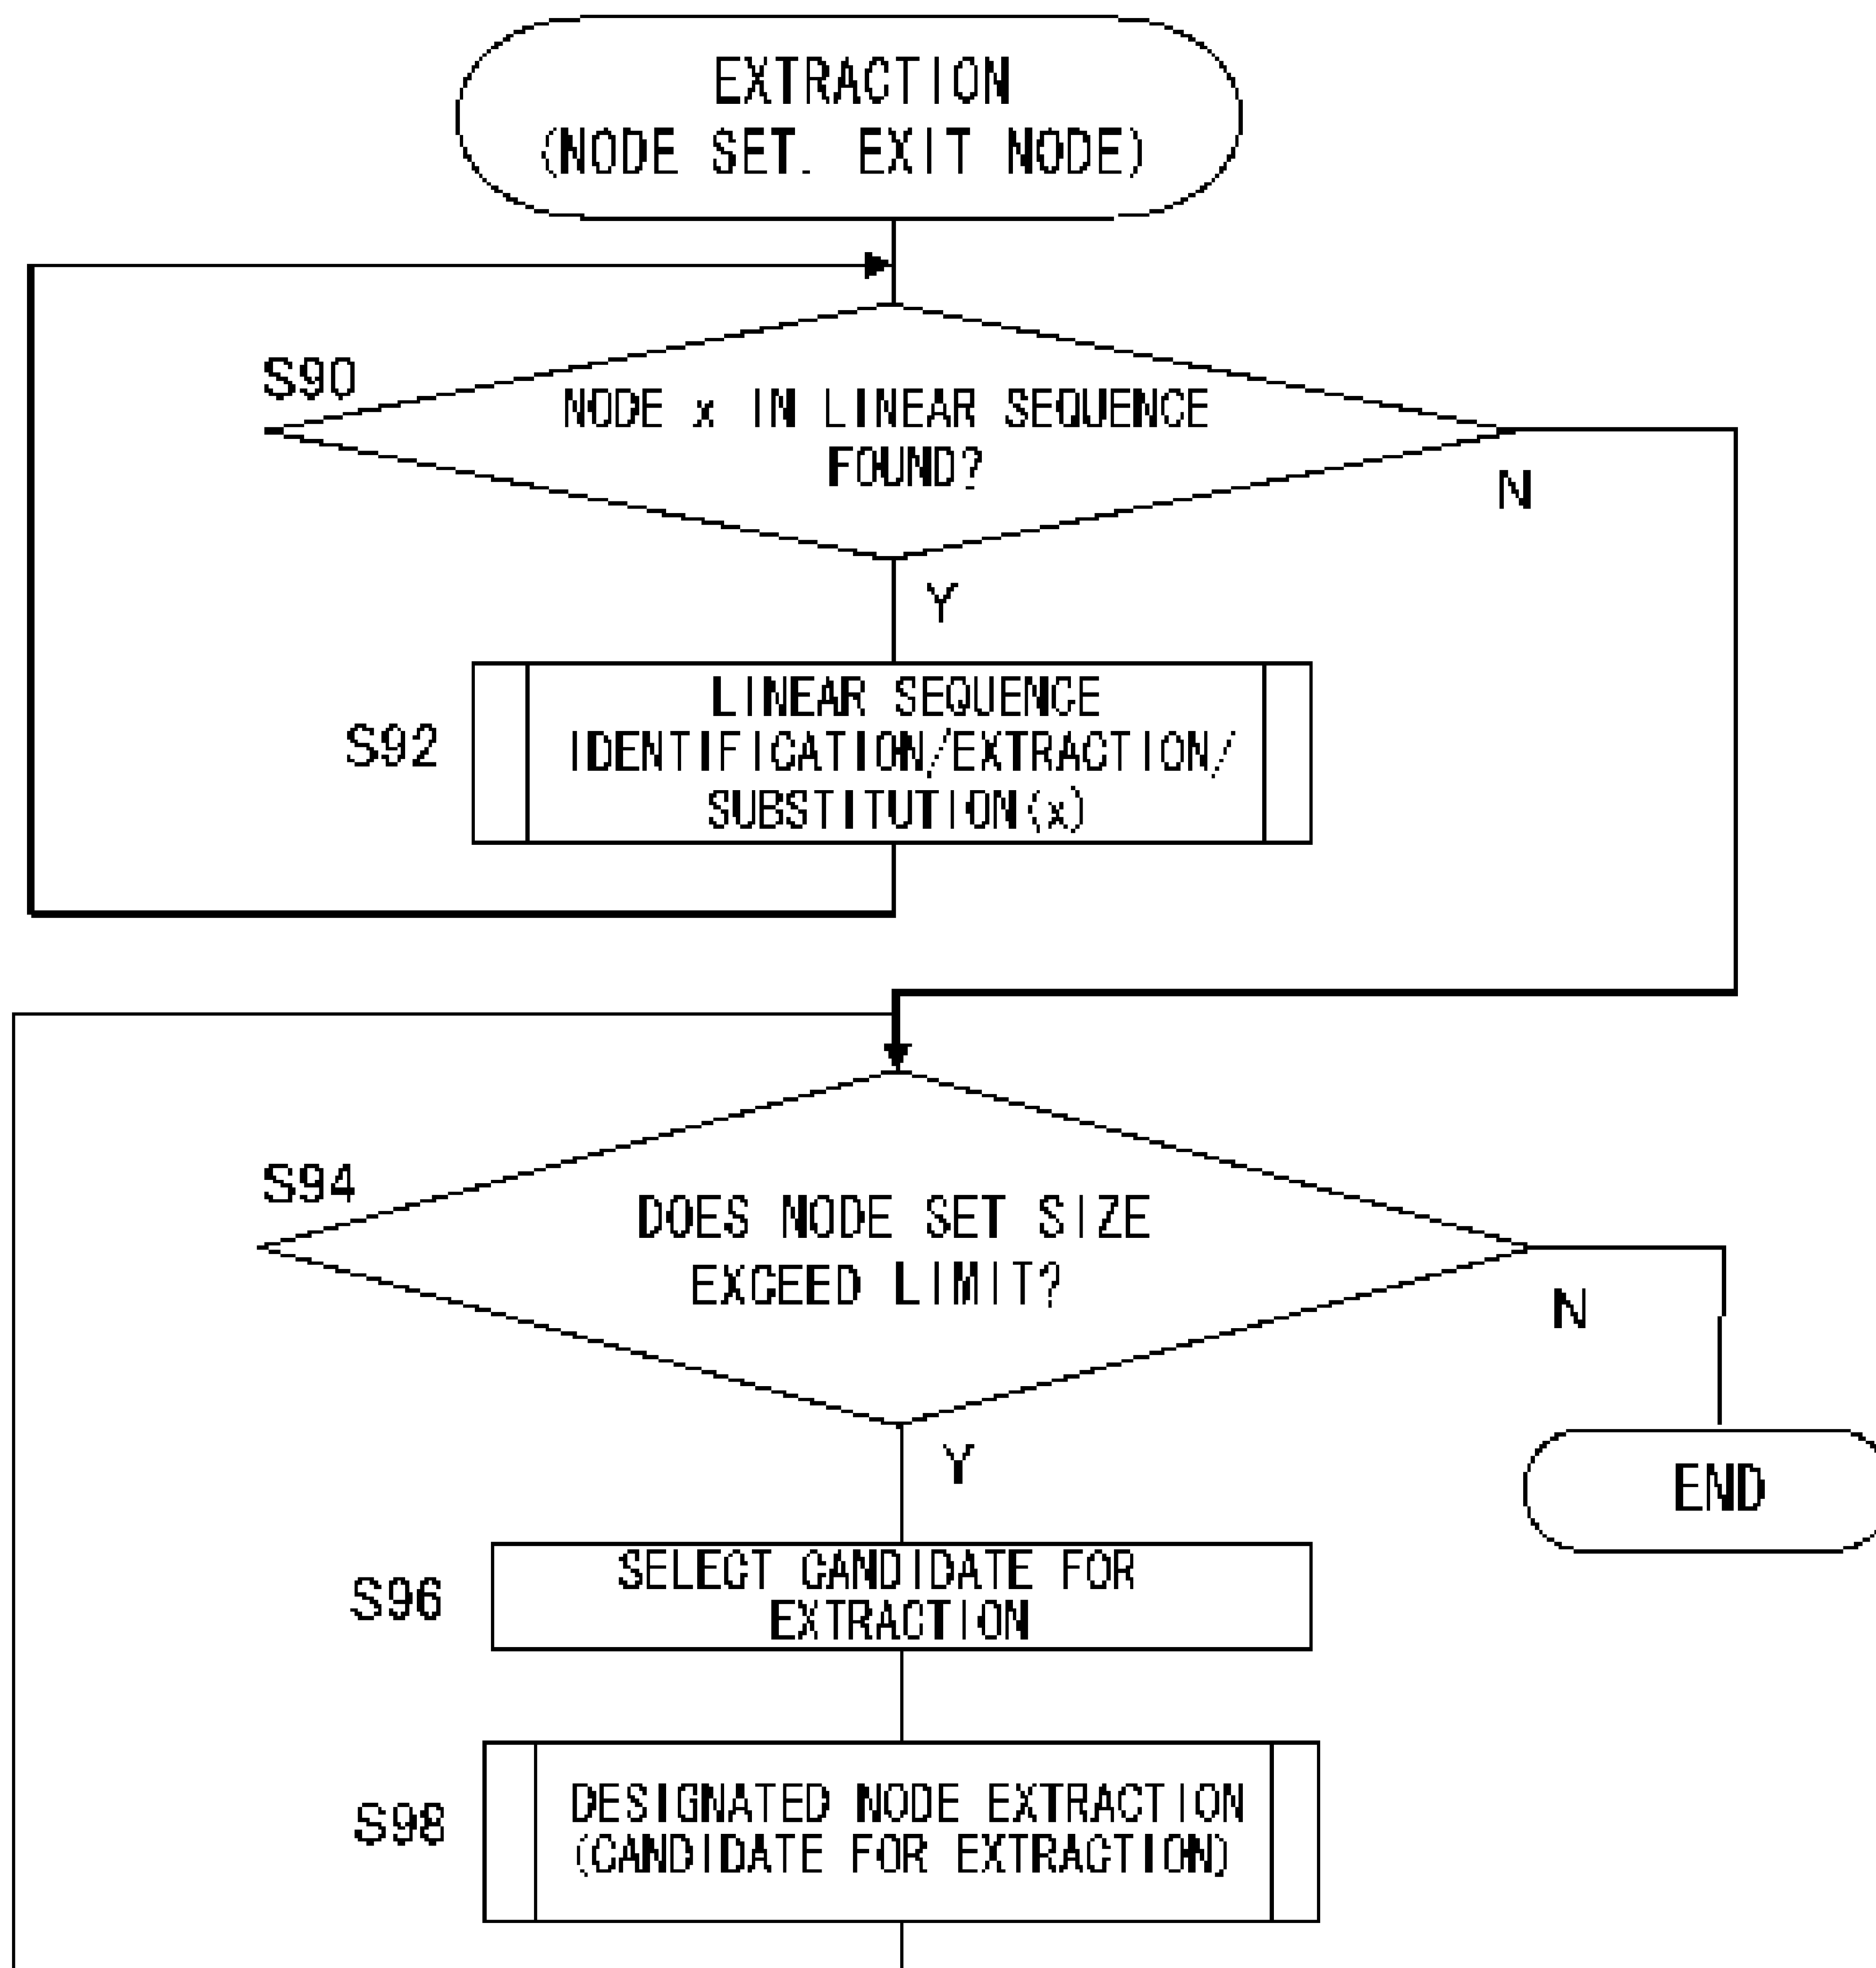 EXTRACTION
(NODE SET. EXIT NODE)
S90
NODE x IN LINEAR SEQUENCE
FOUND?
N
Y
S92
LINEAR SEQUENCE
IDENTIFICATION/EXTRACTION/
SUBSTITUTION(x)
S94
DOES NODE SET SIZE
EXCEED LIMIT?
N
Y
END
S96
SELECT CANDIDATE FOR
EXTRACTION
S98
DESIGNATED NODE EXTRACTION
(CANDIDATE FOR EXTRACTION)